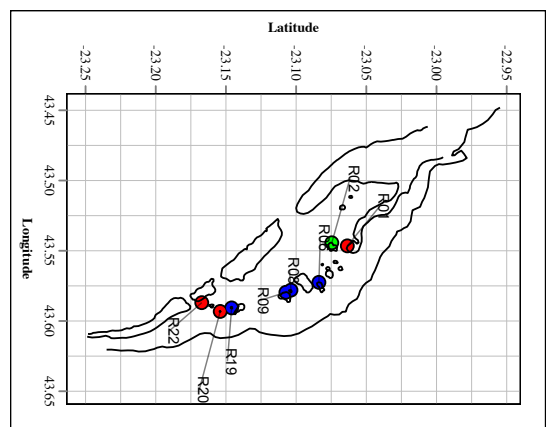 Latitude
-23.25
-23.20
-23.15
-23.10
-23.05
-23.00
-22.95
43.45
43.50
43.55
43.60
43.65
Longitude
R02
R01
R06
R08
R09
R22
R19
R20